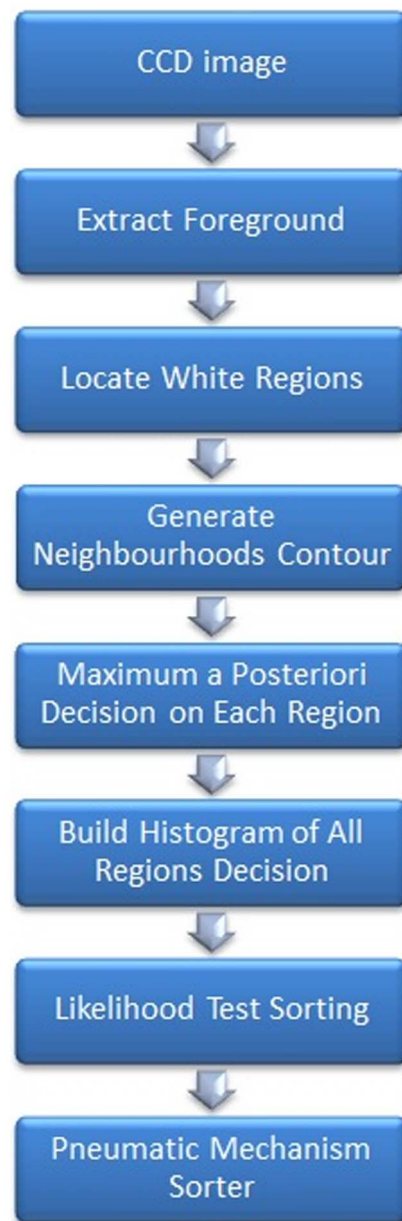 CCD image
Extract Foreground
Locate White Regions
Generate
Neighbourhoods Contour
Maximum a Posteriori
Decision on Each Region
Build Histogram of All
Regions Decision
Likelihood Test Sorting
Pneumatic Mechanism
Sorter